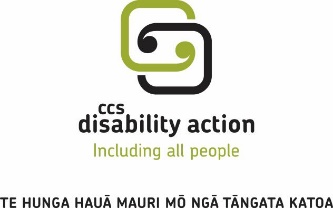 ccs
disability action
Including all people
TE HUNGA HAUĀ MAURI MŌ NGĀ TĀNGATA KATOA